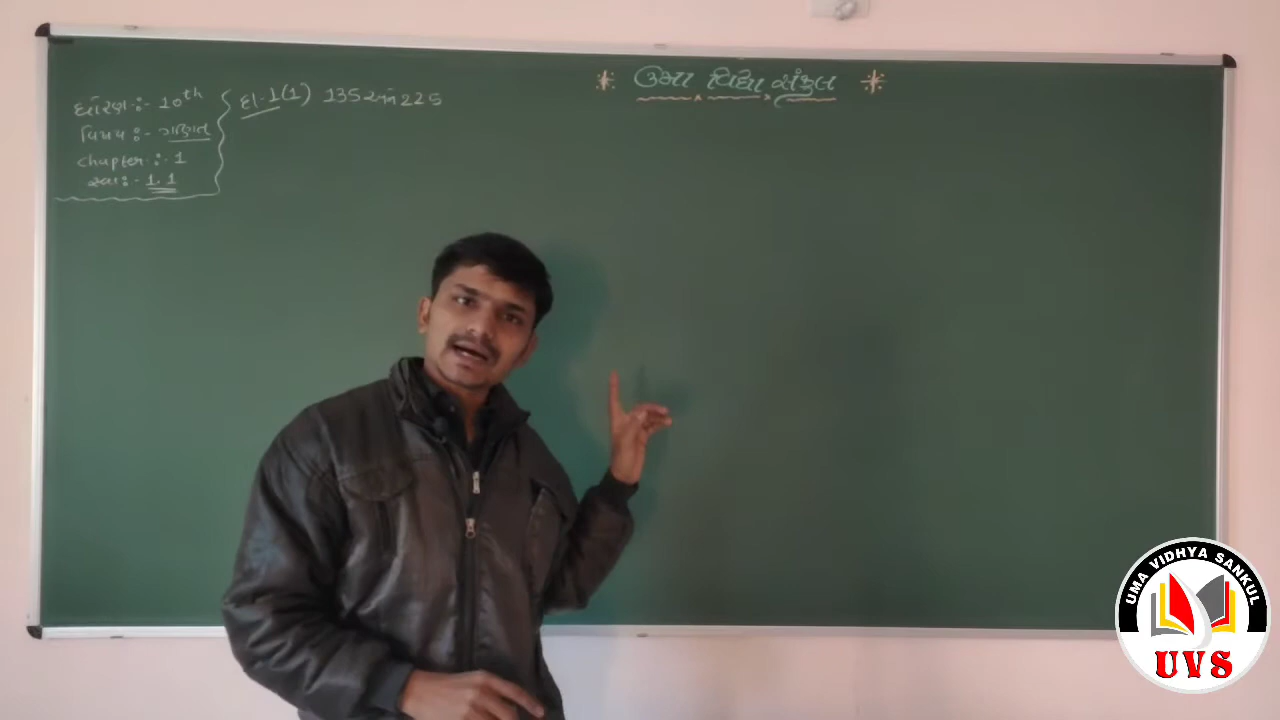 * ઉમા વિદ્યા સંકુલ *
ધોરણ :- 10th
વિષય :- ગણિત
chapter :- 1
સ્વા :- 1.1
દા-1(1) 135 અને 225
UMA VIDHYA SANKUL
UVS